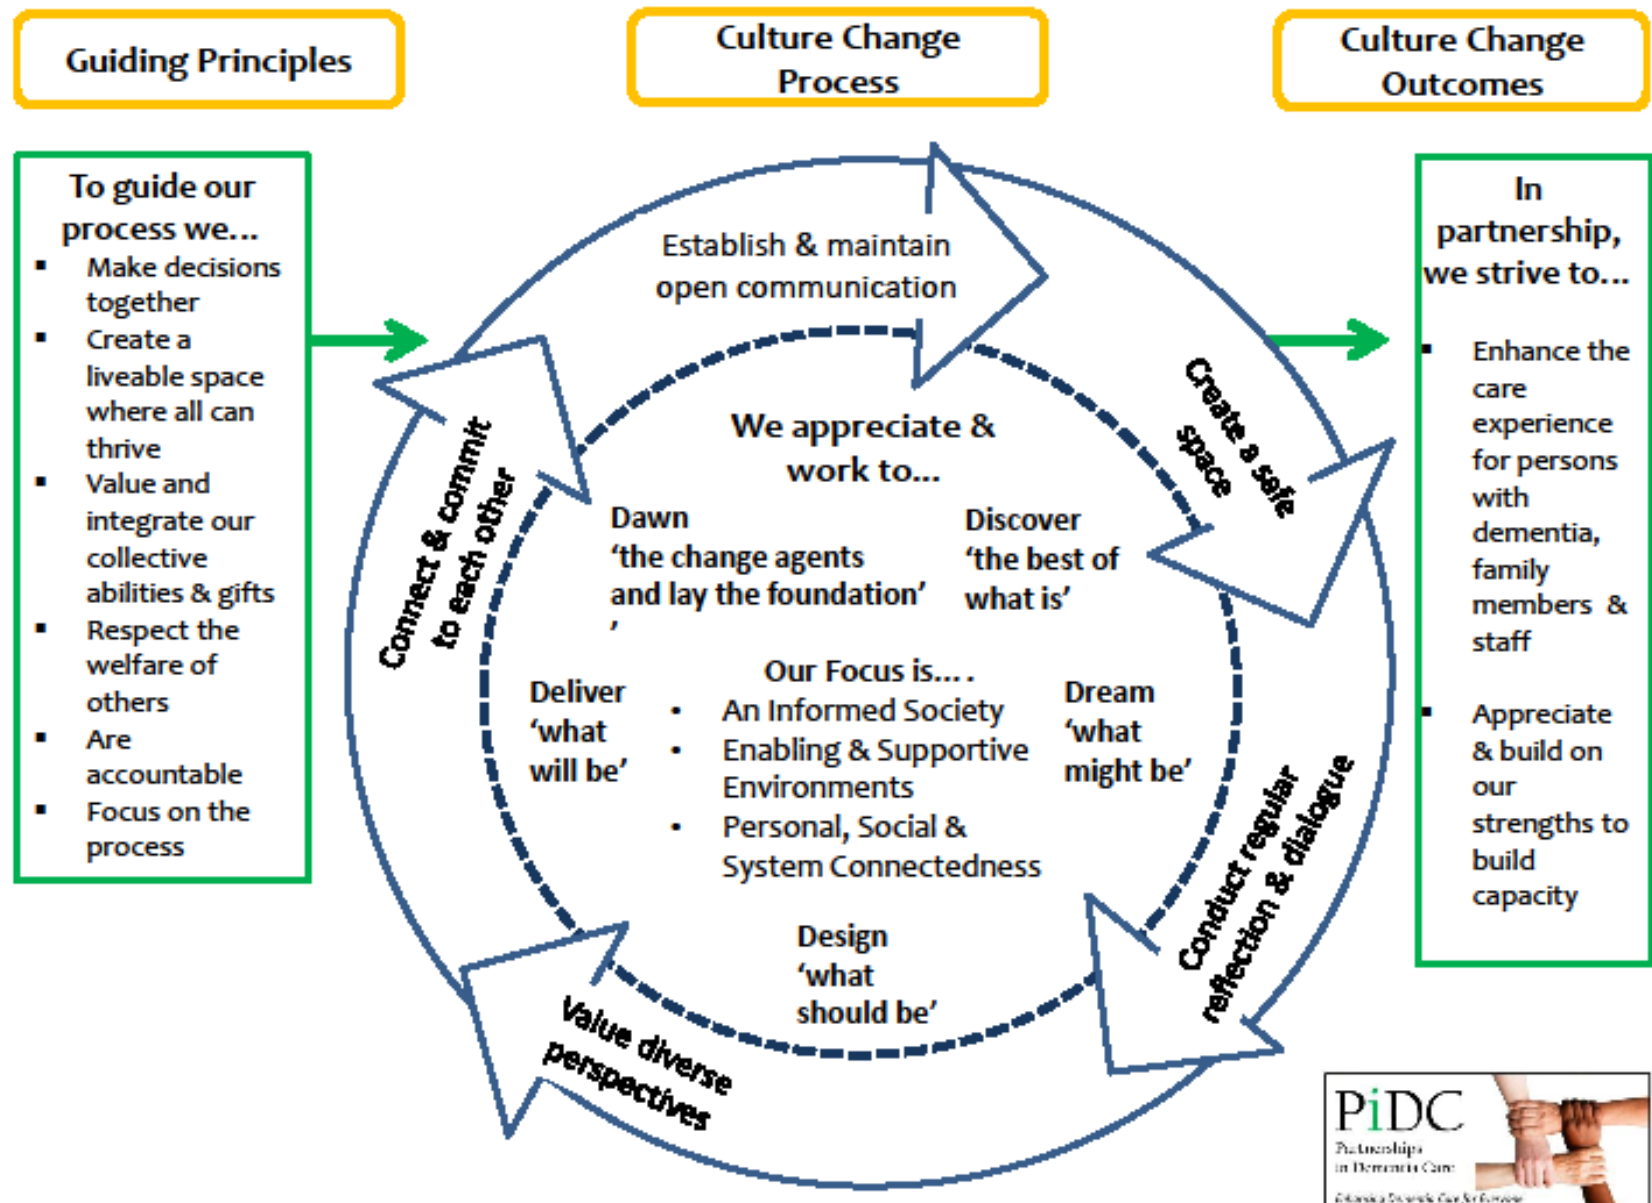 Guiding Principles
Culture Change
Process
Culture Change
Outcomes
To guide our
process we...
▪ Make decisions
together
▪ Create a
liveable space
where all can
thrive
▪ Value and
integrate our
collective
abilities & gifts
▪ Respect the
welfare of
others
▪ Are
accountable
▪ Focus on the
process
Establish & maintain
open communication
Create a safe
space
Conduct regular
reflection & dialogue
Value diverse
perspectives
Connect & commit
to each other
We appreciate &
work to...
Dawn
‘the change agents
and lay the foundation’
’
Discover
‘the best of
what is’
Dream
‘what
might be’
Design
‘what
should be’
Deliver
‘what
will be’
Our Focus is... .
• An Informed Society
• Enabling & Supportive
Environments
• Personal, Social &
System Connectedness
In
partnership,
we strive to...
▪ Enhance the
care
experience
for persons
with
dementia,
family
members &
staff
▪ Appreciate
& build on
our
strengths to
build
capacity
PiDC
Partnerships
in Dementia Care
Enhancing Dementia Care for Everyone